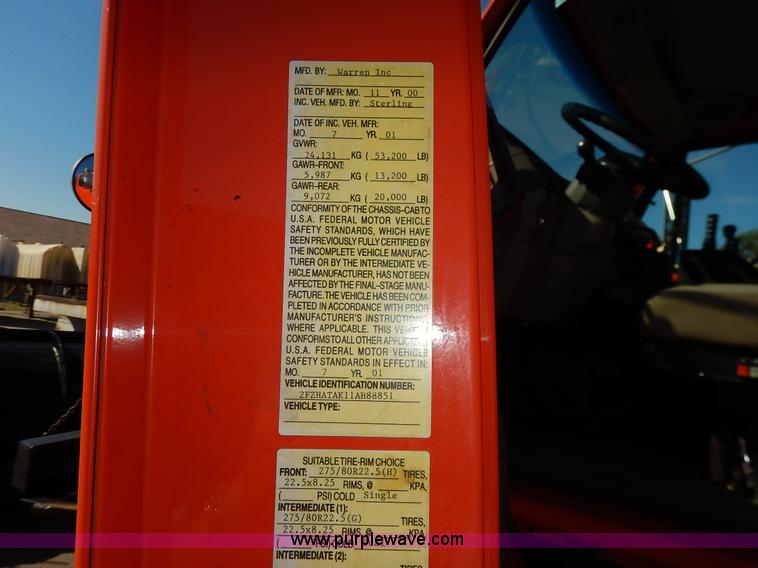 MFD. BY: Warren Inc
DATE OF MFR: MO. 11 YR. 00
INC. VEH. MFD. BY: Sterling
DATE OF INC. VEH. MFR:
MO. 7 YR. 01
GVWR:
24,131 KG ( 53,200 LB)
GAWR-FRONT:
5,987 KG ( 13,200 LB)
GAWR-REAR:
9,072 KG ( 20,000 LB)
CONFORMITY OF THE CHASSIS-CAB TO
U.S.A. FEDERAL MOTOR VEHICLE
SAFETY STANDARDS, WHICH HAVE
BEEN PREVIOUSLY FULLY CERTIFIED BY
THE INCOMPLETE VEHICLE MANUFAC-
TURER OR BY THE INTERMEDIATE VE-
HICLE MANUFACTURER, HAS NOT BEEN
AFFECTED BY THE FINAL-STAGE MANU-
FACTURE. THE VEHICLE HAS BEEN COM-
PLETED IN ACCORDANCE WITH PRIOR
MANUFACTURER'S INSTRUCTIONS
WHERE APPLICABLE. THIS VEHICLE
CONFORMS TO ALL OTHER APPLICABLE
U.S.A. FEDERAL MOTOR VEHICLE
SAFETY STANDARDS IN EFFECT IN:
MO. 7 YR. 01
VEHICLE IDENTIFICATION NUMBER:
2FZHATAK11AH88851
VEHICLE TYPE:
SUITABLE TIRE-RIM CHOICE
FRONT: 275/80R22.5(H) TIRES,
22.5x8.25 RIMS, @ KPA,
( PSI) COLD Single
INTERMEDIATE (1):
275/80R22.5(G) TIRES,
22.5x8.25 RIMS, @ KPA
( PSI) COLD
www.purplewave.com
INTERMEDIATE (2):
TIRES